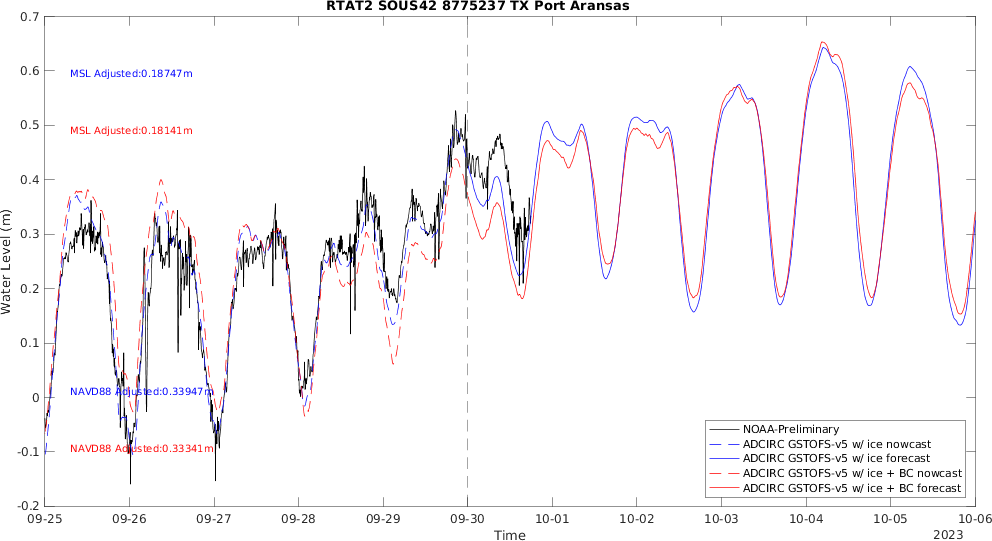 RTAT2 SOUS42 8775237 TX Port Aransas
0.7
0.6
0.5
0.4
0.3
0.2
0.1
0
-0.1
-0.2
Water Level (m)
MSL Adjusted:0.18747m
MSL Adjusted:0.18141m
NAVD88 Adjusted:0.33947m
NAVD88 Adjusted:0.33341m
NOAA-Preliminary
ADCIRC GSTOFS-v5 w/ ice nowcast
ADCIRC GSTOFS-v5 w/ ice forecast
ADCIRC GSTOFS-v5 w/ ice + BC nowcast
ADCIRC GSTOFS-v5 w/ ice + BC forecast
09-25 09-26 09-27 09-28 09-29 09-30 10-01 10-02 10-03 10-04 10-05 10-06
Time
2023